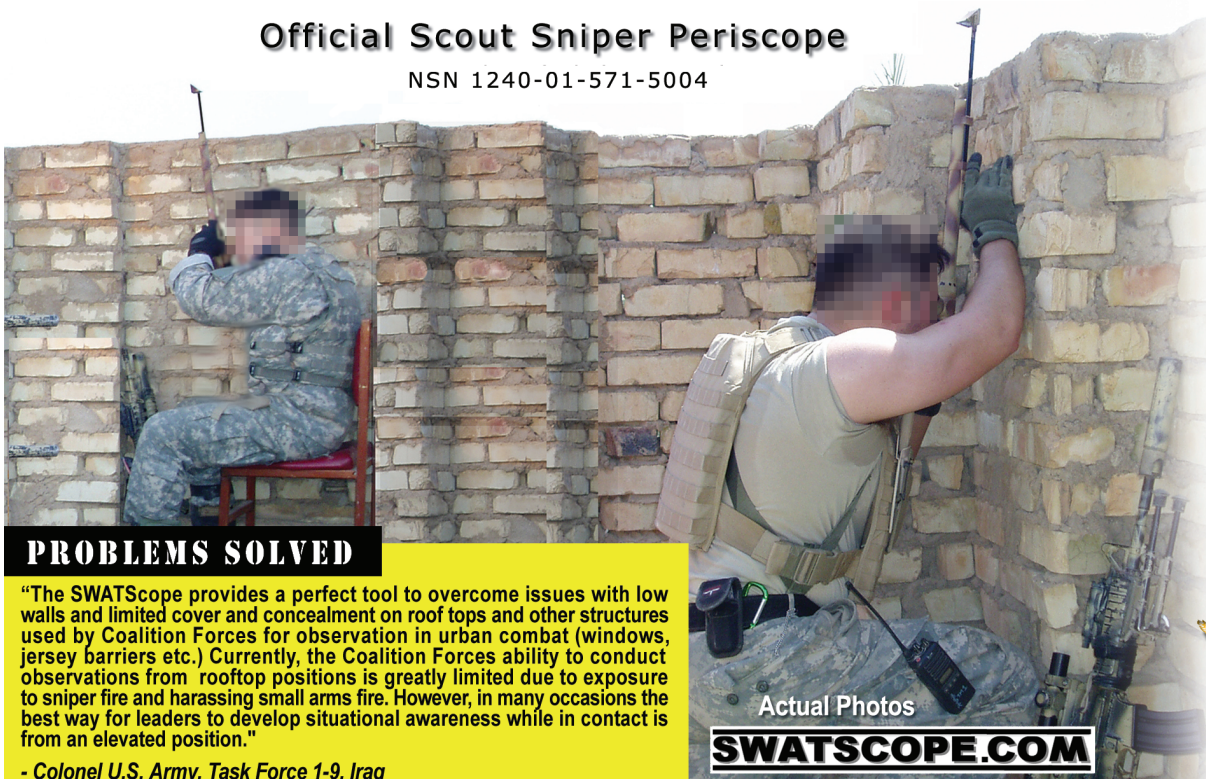 Official Scout Sniper Periscope
NSN 1240-01-571-5004
PROBLEMS SOLVED
“The SWATScope provides a perfect tool to overcome issues with low
walls and limited cover and concealment on roof tops and other structures
used by Coalition Forces for observation in urban combat (windows,
jersey barriers etc.) Currently, the Coalition Forces ability to conduct
observations from rooftop positions is greatly limited due to exposure
to sniper fire and harassing small arms fire. However, in many occasions the
best way for leaders to develop situational awareness while in contact is
from an elevated position."
- Colonel U.S. Army, Task Force 1-9, Iraq
Actual Photos
SWATSCOPE.COM